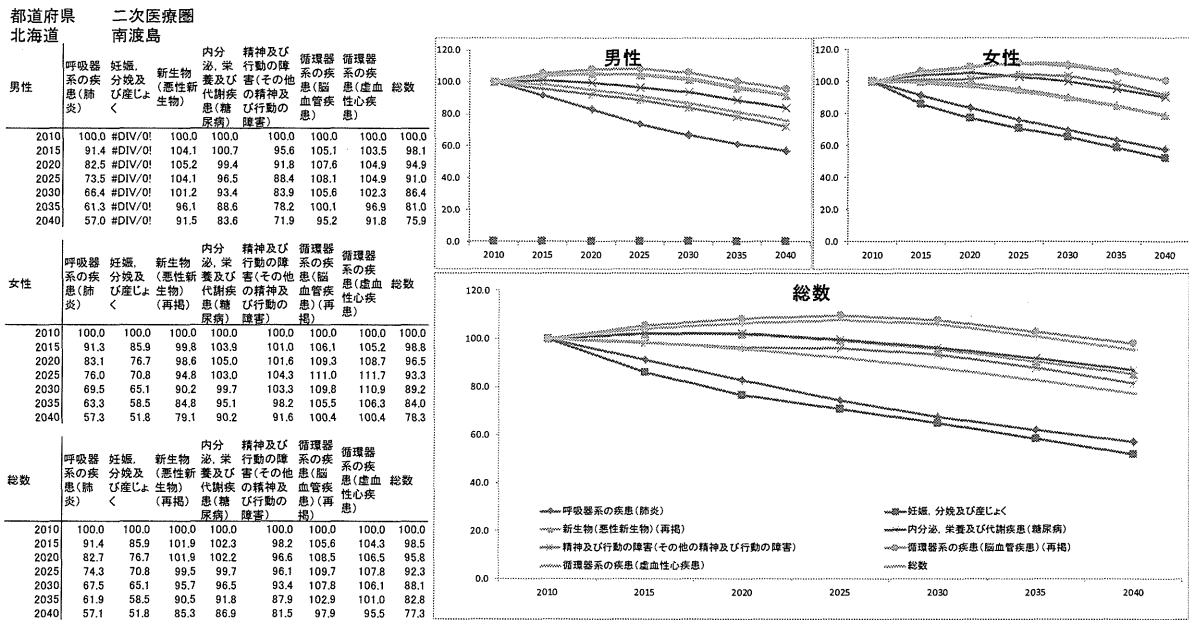 都道府県 二次医療圏
北海道 南渡島
男性 呼吸器系の疾患(肺炎) 妊娠,分娩及び産じょく 新生物(悪性新生物) 内分泌,栄養及び代謝疾患(糖尿病) 精神及び行動の障害(その他の精神及び行動の障害) 循環器系の疾患(脳血管疾患) 循環器系の疾患(虚血性心疾患) 総数
2010 100.0 #DIV/0! 100.0 100.0 100.0 100.0 100.0 100.0
2015 91.4 #DIV/0! 104.1 100.7 95.6 105.1 103.5 98.1
2020 82.5 #DIV/0! 105.2 99.4 91.8 107.6 104.9 94.9
2025 73.5 #DIV/0! 104.1 96.5 88.4 108.1 104.9 91.0
2030 66.4 #DIV/0! 101.2 93.4 83.9 105.6 102.3 86.4
2035 61.3 #DIV/0! 96.1 88.6 78.2 100.1 96.9 81.0
2040 57.0 #DIV/0! 91.5 83.6 71.9 95.2 91.8 75.9
女性 呼吸器系の疾患(肺炎) 妊娠,分娩及び産じょく 新生物(悪性新生物)(再掲) 内分泌,栄養及び代謝疾患(糖尿病) 精神及び行動の障害(その他の精神及び行動の障害) 循環器系の疾患(脳血管疾患)(再掲) 循環器系の疾患(虚血性心疾患) 総数
2010 100.0 100.0 100.0 100.0 100.0 100.0 100.0 100.0
2015 91.3 85.9 99.8 103.9 101.0 106.1 105.2 98.8
2020 83.1 76.7 98.6 105.0 101.6 109.3 108.7 96.5
2025 76.0 70.8 94.8 103.0 104.3 111.0 111.7 93.3
2030 69.5 65.1 90.2 99.7 103.3 109.8 110.9 89.2
2035 63.3 58.5 84.8 95.1 98.2 105.5 106.3 84.0
2040 57.3 51.8 79.1 90.2 91.6 100.4 100.4 78.3
総数 呼吸器系の疾患(肺炎) 妊娠,分娩及び産じょく 新生物(悪性新生物)(再掲) 内分泌,栄養及び代謝疾患(糖尿病) 精神及び行動の障害(その他の精神及び行動の障害) 循環器系の疾患(脳血管疾患)(再掲) 循環器系の疾患(虚血性心疾患) 総数
2010 100.0 100.0 100.0 100.0 100.0 100.0 100.0 100.0
2015 91.4 85.9 101.9 102.3 98.2 105.6 104.3 98.5
2020 82.7 76.7 101.9 102.2 96.6 108.5 106.5 95.8
2025 74.3 70.8 99.5 99.7 96.1 109.7 107.8 92.3
2030 67.5 65.1 95.7 96.5 93.4 107.8 106.1 88.1
2035 61.9 58.5 90.5 91.8 87.9 102.9 101.0 82.8
2040 57.1 51.8 85.3 86.9 81.5 97.9 95.5 77.3
男性
120.0
100.0
80.0
60.0
40.0
20.0
0.0
2010 2015 2020 2025 2030 2035 2040
女性
120.0
100.0
80.0
60.0
40.0
20.0
0.0
2010 2015 2020 2025 2030 2035 2040
総数
120.0
100.0
80.0
60.0
40.0
20.0
0.0
呼吸器系の疾患(肺炎) 妊娠,分娩及び産じょく
新生物(悪性新生物)(再掲) 内分泌,栄養及び代謝疾患(糖尿病)
精神及び行動の障害(その他の精神及び行動の障害) 循環器系の疾患(脳血管疾患)(再掲)
循環器系の疾患(虚血性心疾患) 総数
2010 2015 2020 2025 2030 2035 2040